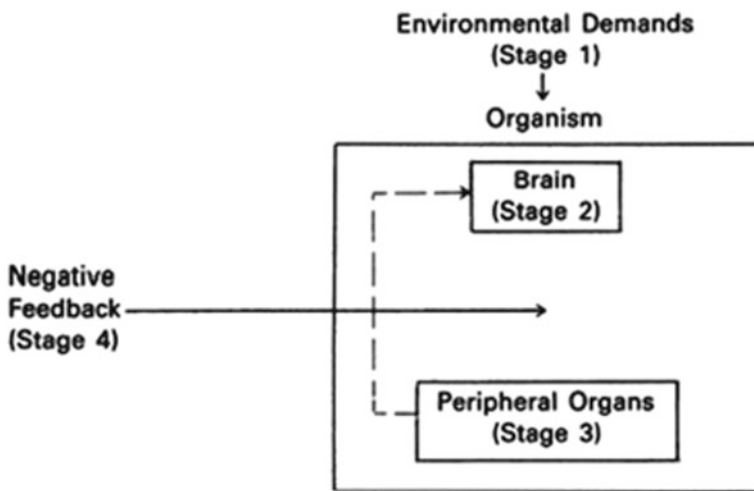 Environmental Demands
(Stage 1)
Organism
Brain
(Stage 2)
Negative
Feedback
(Stage 4)
Peripheral Organs
(Stage 3)